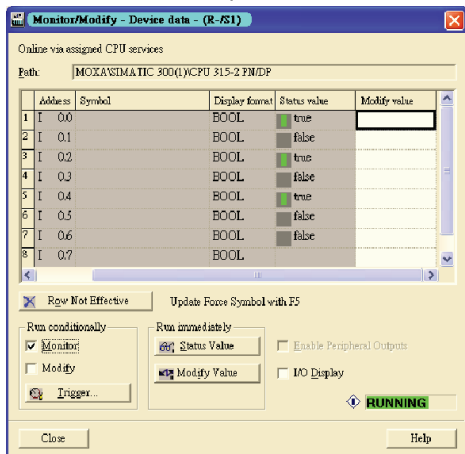 Monitor/Modify - Device data - (R-/S1)
Online via assigned CPU services
Path: MOXA\SIMATIC 300(1)\CPU 315-2 PN/DP
Address Symbol Display format Status value Modify value
1 I 0.0 BOOL true
2 I 0.1 BOOL false
3 I 0.2 BOOL true
4 I 0.3 BOOL false
5 I 0.4 BOOL true
6 I 0.5 BOOL false
7 I 0.6 BOOL false
8 I 0.7 BOOL
Row Not Effective Update Force Symbol with F5
Run conditionally Run immediately
Monitor Status Value Enable Peripheral Outputs
Modify Modify Value I/O Display
Trigger...
RUNNING
Close Help